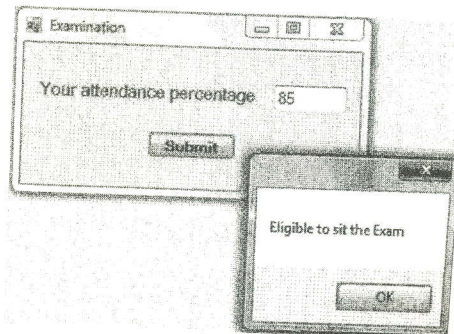 Examination
Your attendance percentage 85
Submit
Eligible to sit the Exam
OK